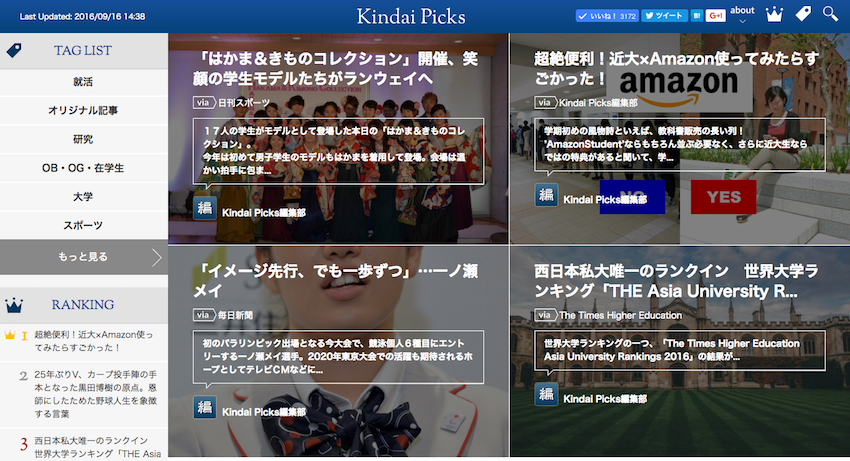 Last Updated: 2016/09/16 14:38
Kindai Picks
いいね！ 3172
ツイート
B!
G+1
about
TAG LIST
就活
オリジナル記事
研究
OB・OG・在学生
大学
スポーツ
もっと見る
RANKING
1 超絶便利！近大×Amazon使っ
てみたらすごかった！
2 25年ぶりV、カープ投手陣の手
本となった黒田博樹の原点。恩
師にしたためた野球人生を象徴
する言葉
3 西日本私大唯一のランクイン
世界大学ランキング「THE Asia
「はかま＆きものコレクション」開催、笑
顔の学生モデルたちがランウェイへ
via 日刊スポーツ
１７人の学生がモデルとして登場した本日の「はかま＆きものコレ
クション」。
今年は初めて男子学生のモデルもはかまを着用して登場。会場は温
かい拍手に包ま...
編 Kindai Picks編集部
超絶便利！近大×Amazon使ってみたらす
ごかった！
amazon
via Kindai Picks編集部
学期初めの風物詩といえば、教科書販売の長い列！
'AmazonStudent'ならもちろん並ぶ必要なく、さらに近大生なら
ではの特典があると聞いて、学...
NO
YES
編 Kindai Picks編集部
「イメージ先行、でも一歩ずつ」…一ノ瀬
メイ
via 毎日新聞
初のパラリンピック出場となる今大会で、競泳個人６種目にエント
リーする一ノ瀬メイ選手。2020年東京大会での活躍も期待されるホ
ープとしてテレビCMなどに...
編 Kindai Picks編集部
西日本私大唯一のランクイン　世界大学ラ
ンキング「THE Asia University R...
via The Times Higher Education
世界大学ランキングの一つ、「The Times Higher Education
Asia University Rankings 2016」の結果が...
編 Kindai Picks編集部